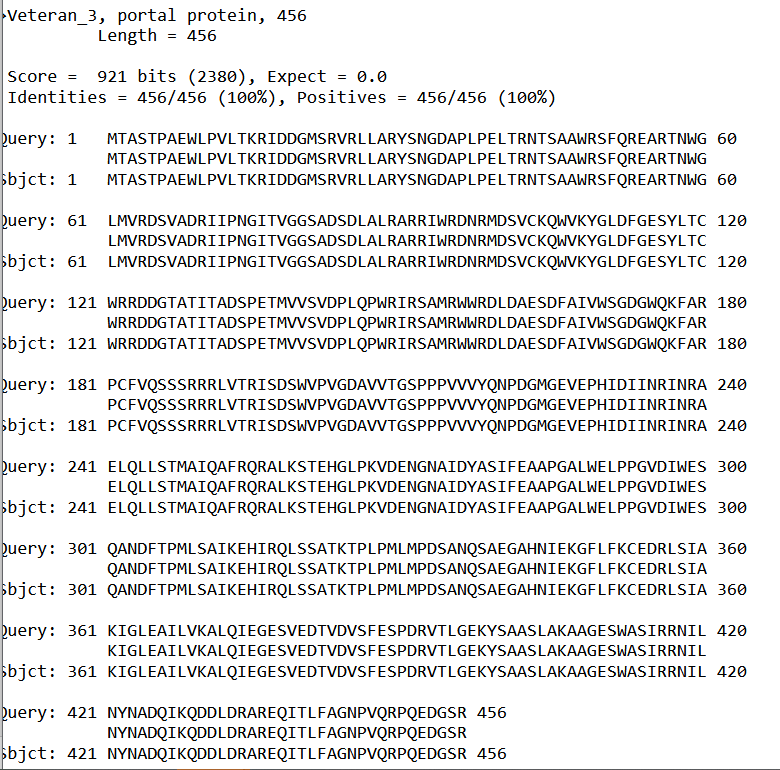 Veteran_3, portal protein, 456
Length = 456
Score =  921 bits (2380), Expect = 0.0
Identities = 456/456 (100%), Positives = 456/456 (100%)
Query: 1   MTASTPAEWLPVLTKRIDDGMSRVRLLARYSNGDAPLPELTRNTSAAWRSFQREARTNWG 60
MTASTPAEWLPVLTKRIDDGMSRVRLLARYSNGDAPLPELTRNTSAAWRSFQREARTNWG
Sbjct: 1   MTASTPAEWLPVLTKRIDDGMSRVRLLARYSNGDAPLPELTRNTSAAWRSFQREARTNWG 60
Query: 61  LMVRDSVADRIIPNGITVGGSADSDLALRARRIWRDNRMDSVCKQWVKYGLDFGESYLTC 120
LMVRDSVADRIIPNGITVGGSADSDLALRARRIWRDNRMDSVCKQWVKYGLDFGESYLTC
Sbjct: 61  LMVRDSVADRIIPNGITVGGSADSDLALRARRIWRDNRMDSVCKQWVKYGLDFGESYLTC 120
Query: 121 WRRDDGTATITADSPETMVVSVDPLQPWRIRSAMRWWRDLDAESDFAIVWSGDGWQKFAR 180
WRRDDGTATITADSPETMVVSVDPLQPWRIRSAMRWWRDLDAESDFAIVWSGDGWQKFAR
Sbjct: 121 WRRDDGTATITADSPETMVVSVDPLQPWRIRSAMRWWRDLDAESDFAIVWSGDGWQKFAR 180
Query: 181 PCFVQSSSRRRLVTRISDSWVPVGDAVVTGSPPPVVVYQNPDGMGEVEPHIDIINRINRA 240
PCFVQSSSRRRLVTRISDSWVPVGDAVVTGSPPPVVVYQNPDGMGEVEPHIDIINRINRA
Sbjct: 181 PCFVQSSSRRRLVTRISDSWVPVGDAVVTGSPPPVVVYQNPDGMGEVEPHIDIINRINRA 240
Query: 241 ELQLLSTMAIQAFRQRALKSTEHGLPKVDENGNAIDYASIFEAAPGALWELPPGVDIWES 300
ELQLLSTMAIQAFRQRALKSTEHGLPKVDENGNAIDYASIFEAAPGALWELPPGVDIWES
Sbjct: 241 ELQLLSTMAIQAFRQRALKSTEHGLPKVDENGNAIDYASIFEAAPGALWELPPGVDIWES 300
Query: 301 QANDFTPMLSAIKEHIRQLSSATKTPLPMLMPDSANQSAEGAHNIEKGFLFKCEDRLSIA 360
QANDFTPMLSAIKEHIRQLSSATKTPLPMLMPDSANQSAEGAHNIEKGFLFKCEDRLSIA
Sbjct: 301 QANDFTPMLSAIKEHIRQLSSATKTPLPMLMPDSANQSAEGAHNIEKGFLFKCEDRLSIA 360
Query: 361 KIGLEAILVKALQIEGESVEDTVDVSFESPDRVTLGEKYSAASLAKAAGESWASIRRNIL 420
KIGLEAILVKALQIEGESVEDTVDVSFESPDRVTLGEKYSAASLAKAAGESWASIRRNIL
Sbjct: 361 KIGLEAILVKALQIEGESVEDTVDVSFESPDRVTLGEKYSAASLAKAAGESWASIRRNIL 420
Query: 421 NYNADQIKQDDLDRAREQITLFAGNPVQRPQEDGSR 456
NYNADQIKQDDLDRAREQITLFAGNPVQRPQEDGSR
Sbjct: 421 NYNADQIKQDDLDRAREQITLFAGNPVQRPQEDGSR 456